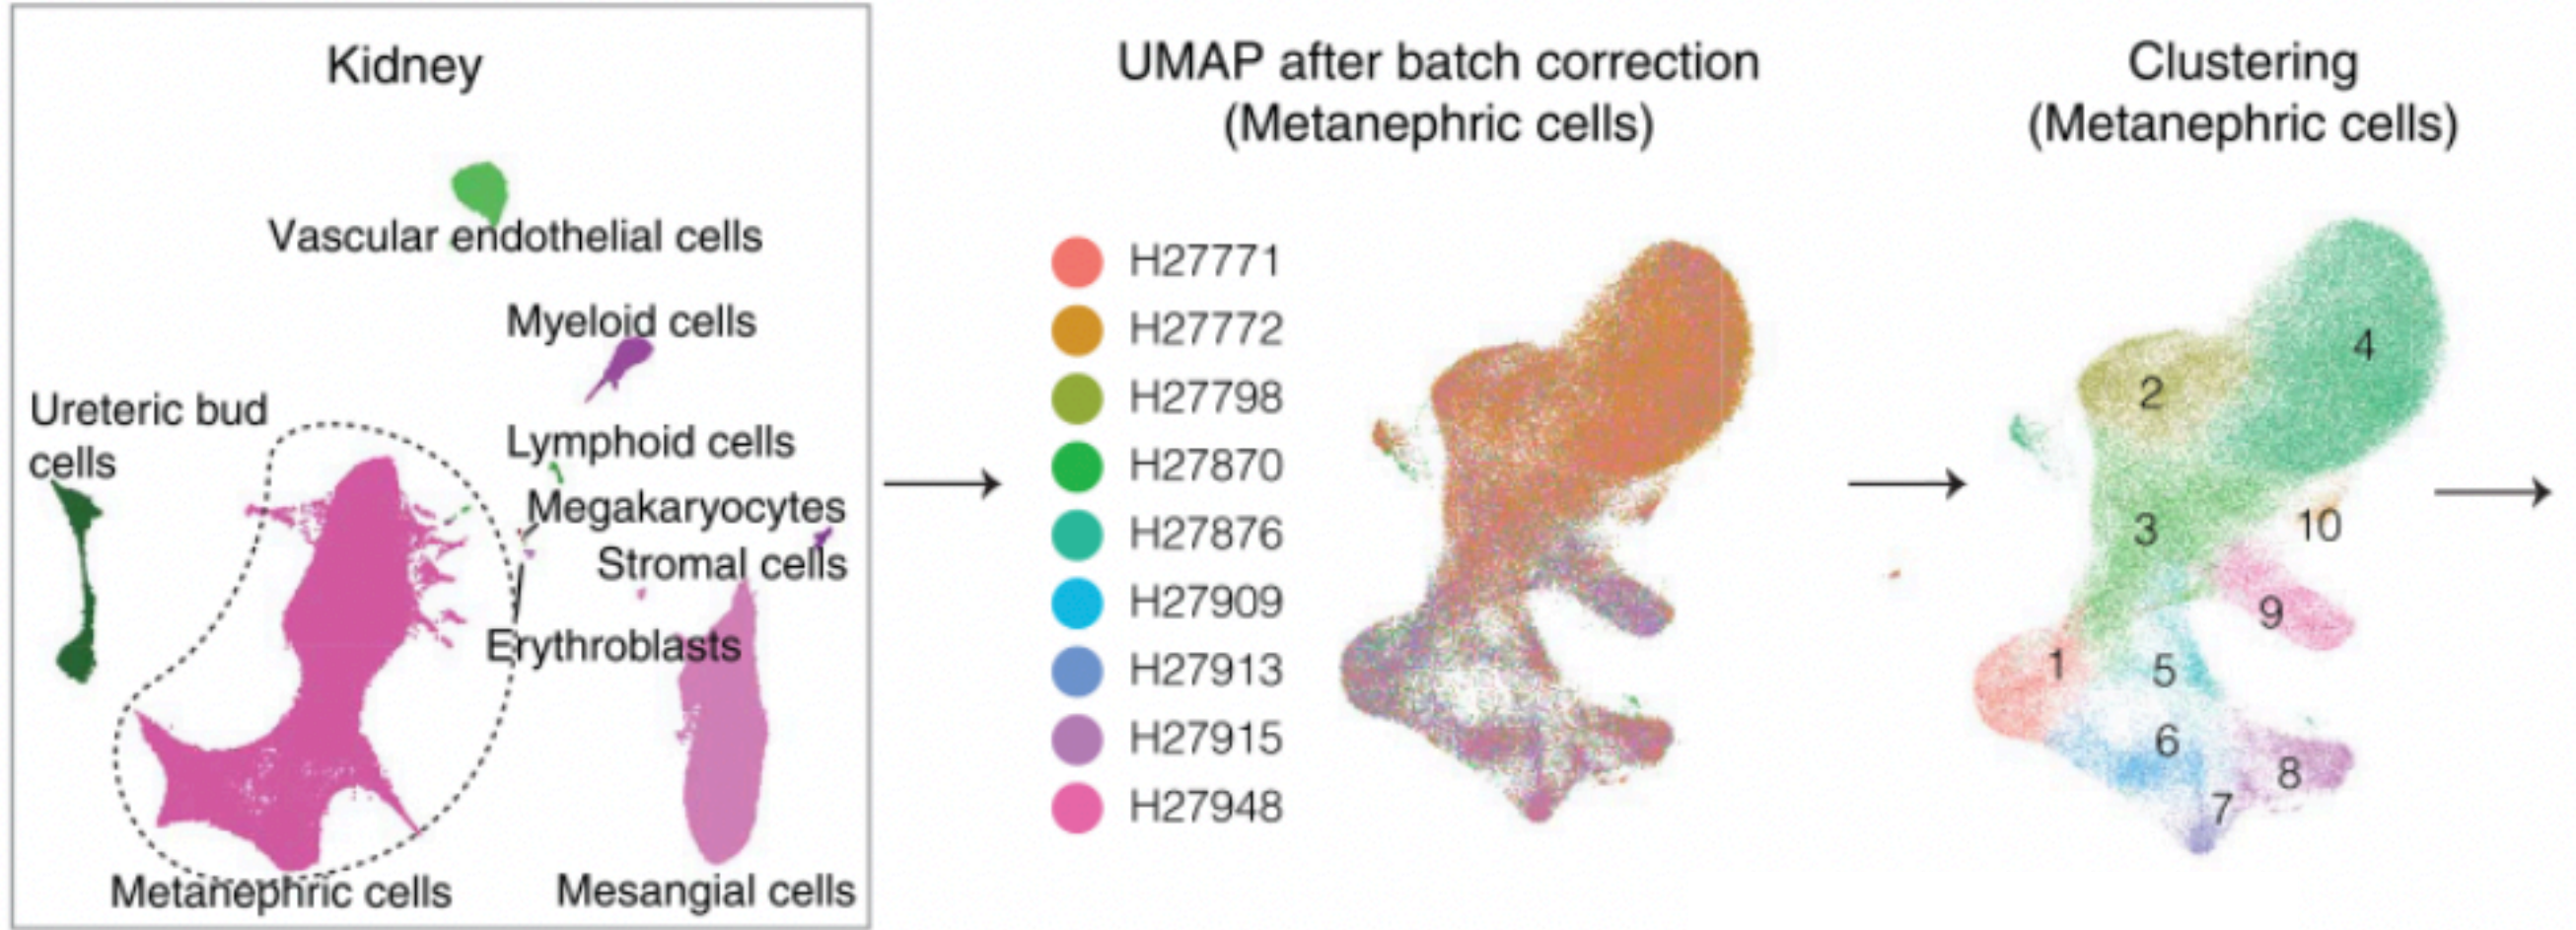 Kidney
Vascular endothelial cells
Myeloid cells
Ureteric bud
cells
Lymphoid cells
Megakaryocytes
Stromal cells
Erythroblasts
Metanephric cells
Mesangial cells
UMAP after batch correction
(Metanephric cells)
H27771
H27772
H27798
H27870
H27876
H27909
H27913
H27915
H27948
Clustering
(Metanephric cells)
4
2
3
10
9
1
5
6
8
7